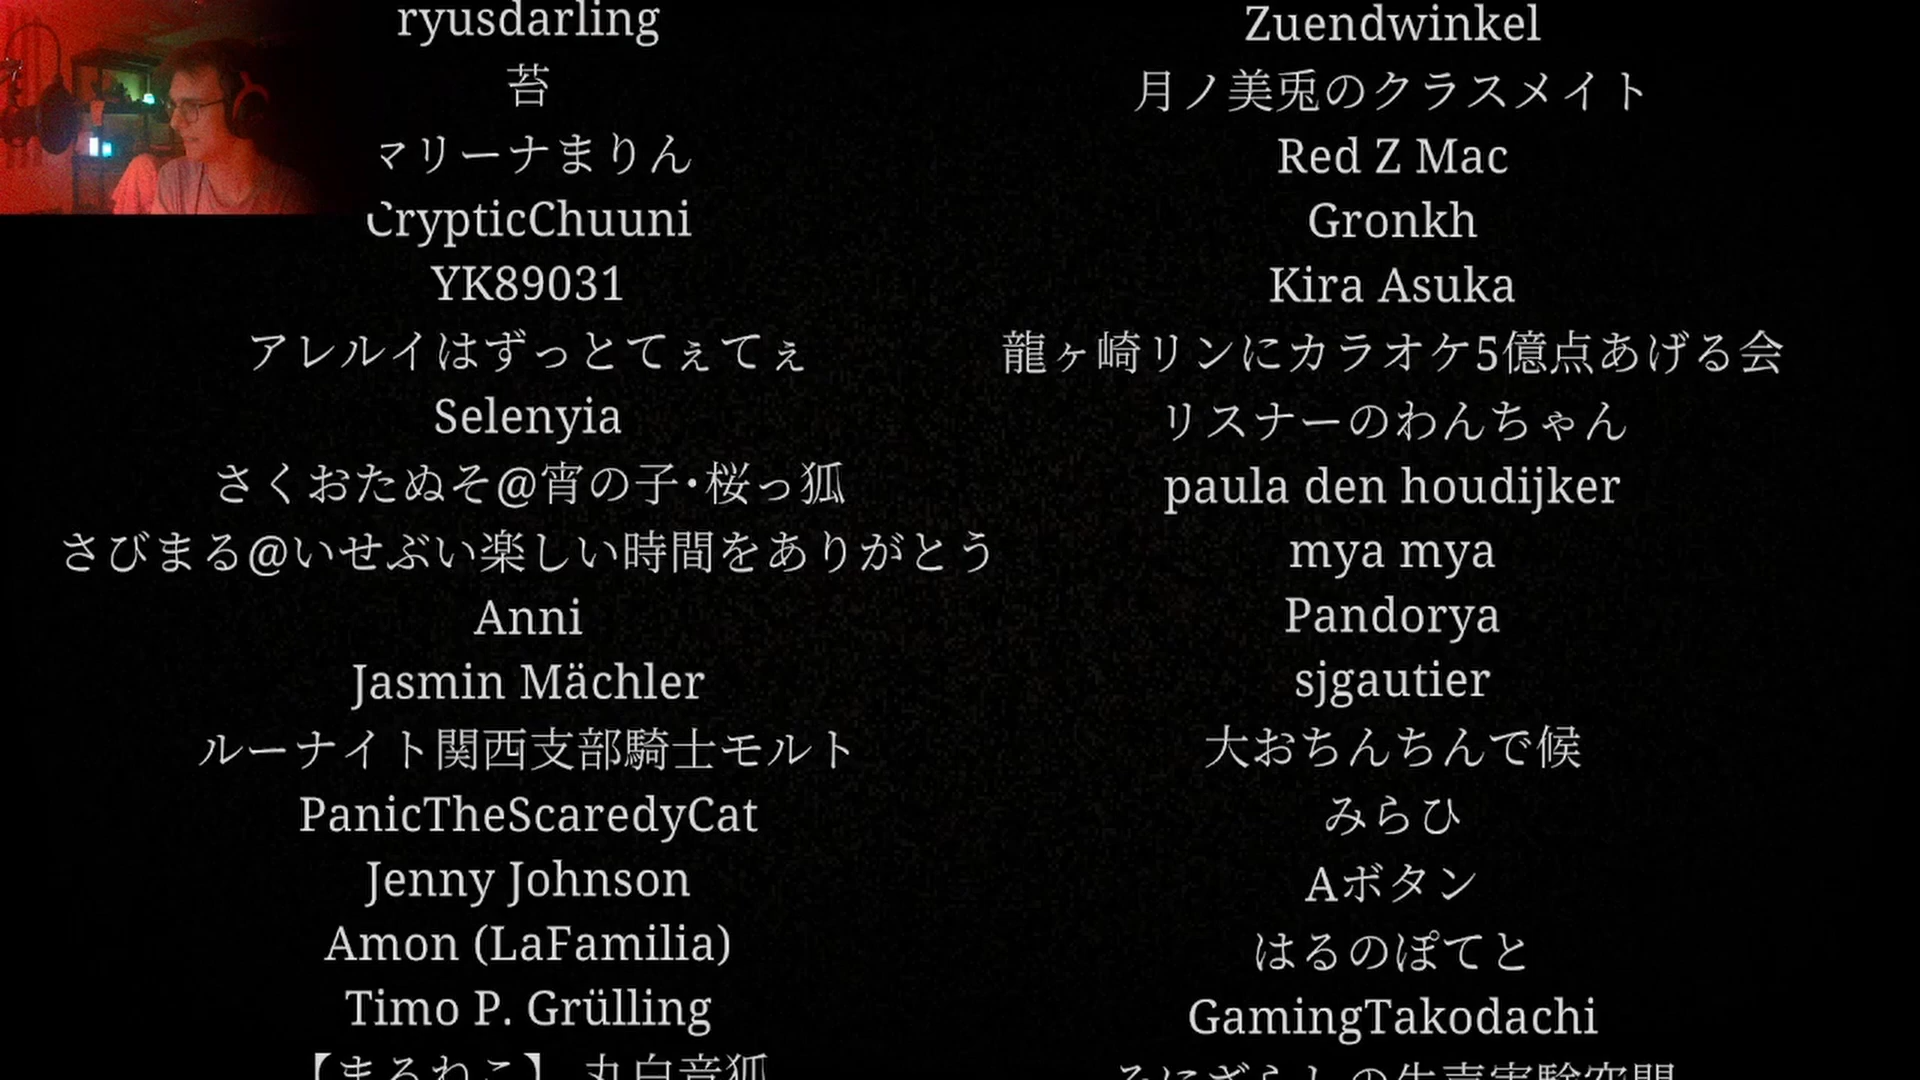 ryusdarling
苔
マリーナまりん
CrypticChuuni
YK89031
アレルイはずっとてぇてぇ
Selenyia
さくおたぬそ@宵の子・桜っ狐
さびまる@いせぶい楽しい時間をありがとう
Anni
Jasmin Mächler
ルーナイト関西支部騎士モルト
PanicTheScaredyCat
Jenny Johnson
Amon (LaFamilia)
Timo P. Grülling
【まろねこ】 丸白音狐
Zuendwinkel
月ノ美兎のクラスメイト
Red Z Mac
Gronkh
Kira Asuka
龍ヶ崎リンにカラオケ5億点あげる会
リスナーのわんちゃん
paula den houdijker
mya mya
Pandorya
sjgautier
大おちんちんで候
みらひ
Aボタン
はるのぽてと
GamingTakodachi